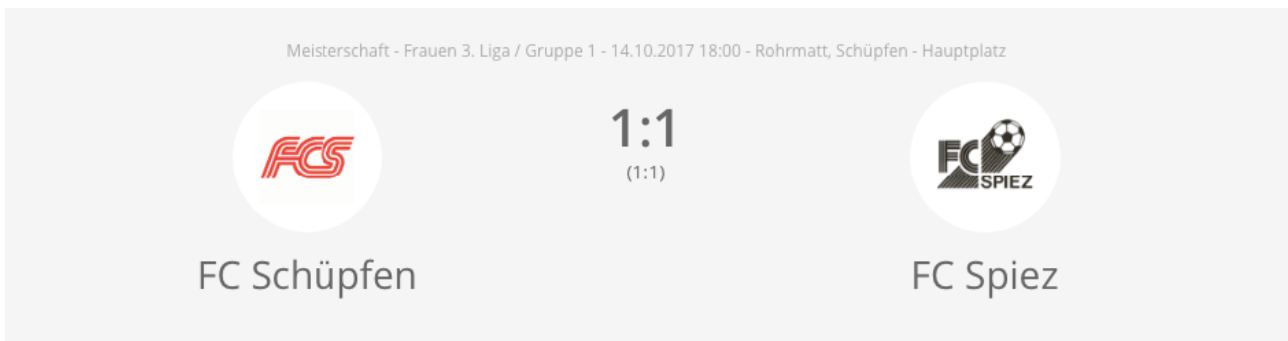 Meisterschaft - Frauen 3. Liga / Gruppe 1 - 14.10.2017 18:00 - Rohrmatt, Schüpfen - Hauptplatz
FCS
1:1
(1:1)
FC
SPIEZ
FC Schüpfen
FC Spiez